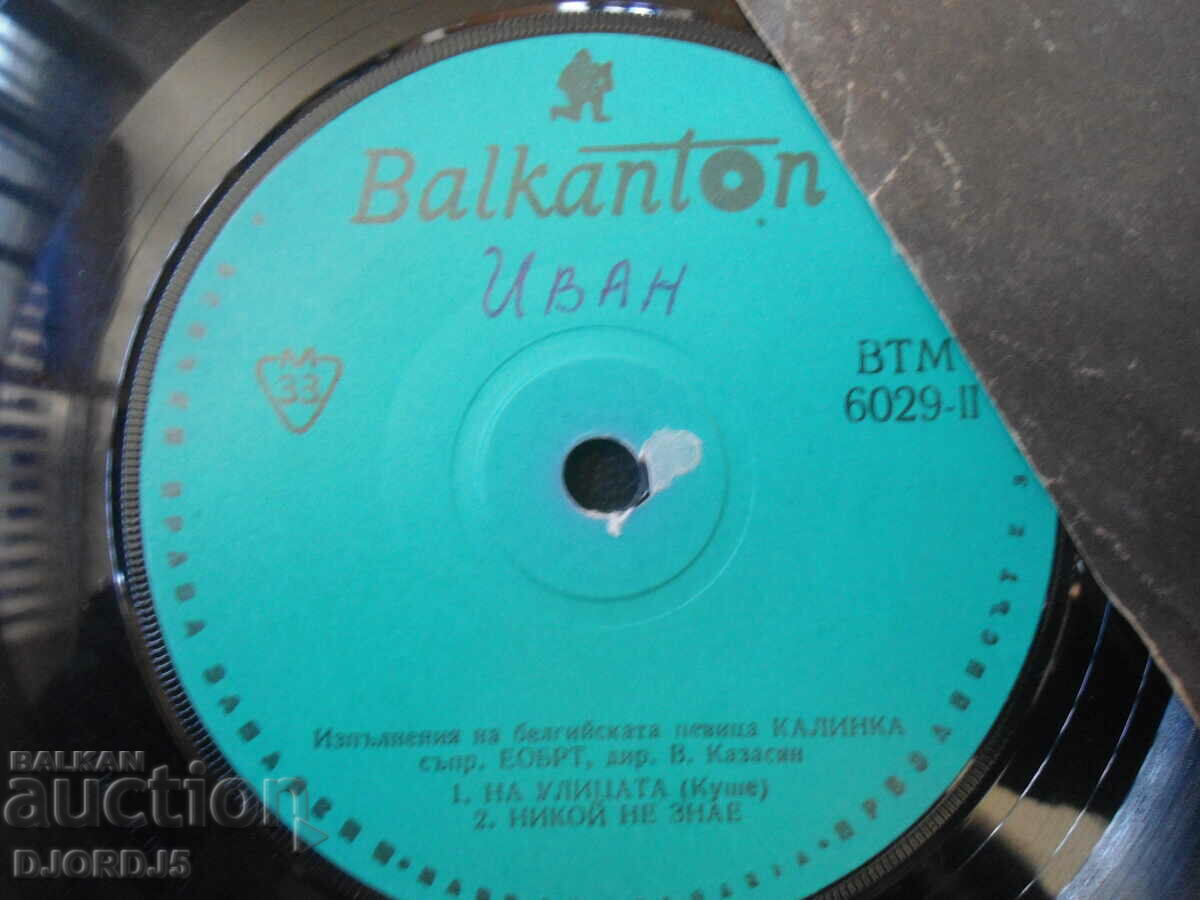 Balkanton
Иван
M
33
ВТМ
6029-II
Изпълнения на белгийската певица КАЛИНКА
съпр. ЕОБРТ, дир. В. Казасян
1. НА УЛИЦАТА (Куше)
2. НИКОЙ НЕ ЗНАЕ
BALKAN
auction
DJORDJ5